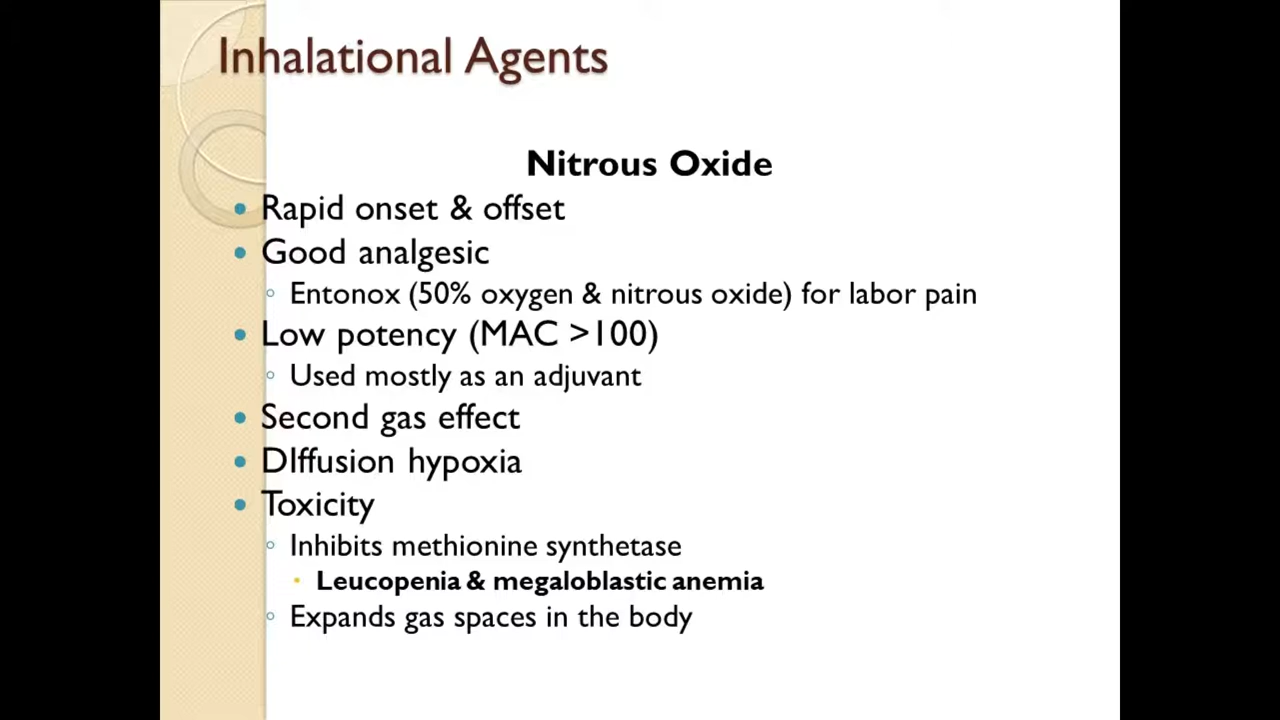 Inhalational Agents
Nitrous Oxide
Rapid onset & offset
Good analgesic
Entonox (50% oxygen & nitrous oxide) for labor pain
Low potency (MAC >100)
Used mostly as an adjuvant
Second gas effect
DIffusion hypoxia
Toxicity
Inhibits methionine synthetase
Leucopenia & megaloblastic anemia
Expands gas spaces in the body